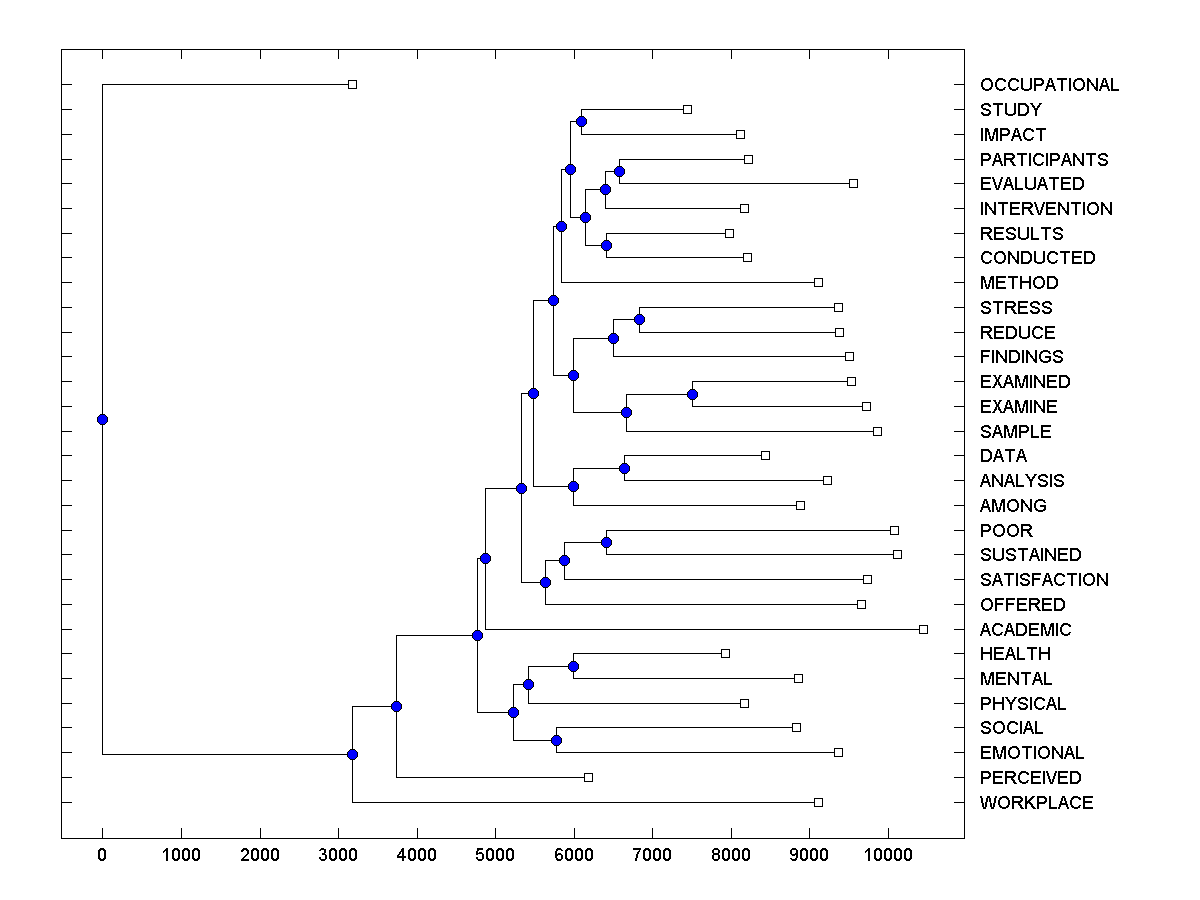 OCCUPATIONAL
STUDY
IMPACT
PARTICIPANTS
EVALUATED
INTERVENTION
RESULTS
CONDUCTED
METHOD
STRESS
REDUCE
FINDINGS
EXAMINED
EXAMINE
SAMPLE
DATA
ANALYSIS
AMONG
POOR
SUSTAINED
SATISFACTION
OFFERED
ACADEMIC
HEALTH
MENTAL
PHYSICAL
SOCIAL
EMOTIONAL
PERCEIVED
WORKPLACE
0 1000 2000 3000 4000 5000 6000 7000 8000 9000 10000